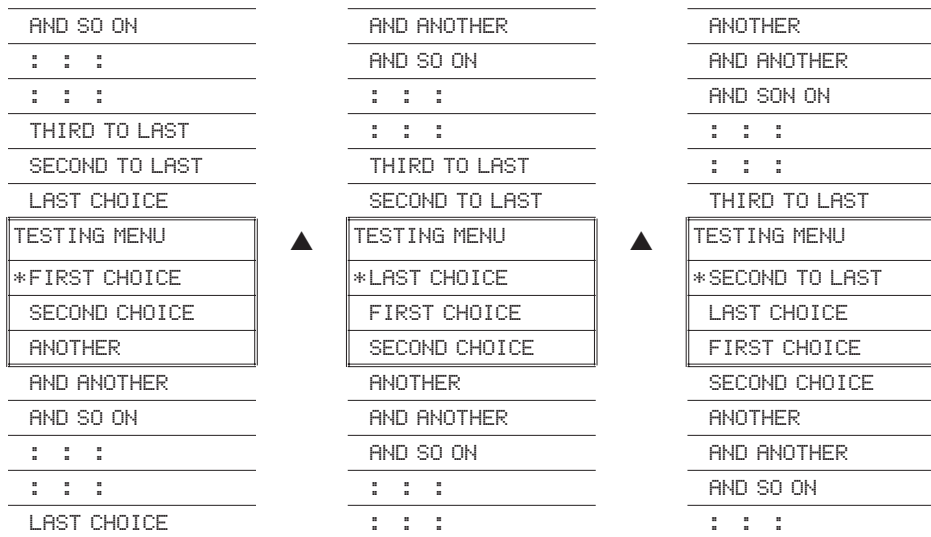 AND SO ON
: : :
: : :
THIRD TO LAST
SECOND TO LAST
LAST CHOICE
TESTING MENU
*FIRST CHOICE
SECOND CHOICE
ANOTHER
AND ANOTHER
AND SO ON
: : :
: : :
LAST CHOICE
▲
AND ANOTHER
AND SO ON
: : :
: : :
THIRD TO LAST
SECOND TO LAST
TESTING MENU
*LAST CHOICE
FIRST CHOICE
SECOND CHOICE
ANOTHER
AND ANOTHER
AND SO ON
: : :
: : :
▲
ANOTHER
AND ANOTHER
AND SON ON
: : :
: : :
THIRD TO LAST
TESTING MENU
*SECOND TO LAST
LAST CHOICE
FIRST CHOICE
SECOND CHOICE
ANOTHER
AND ANOTHER
AND SO ON
: : :